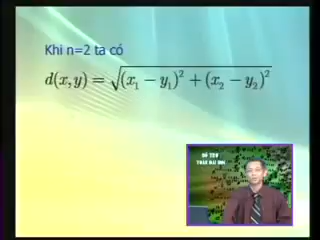 Khi n=2 ta có
d(x,y) = √((x₁ − y₁)² + (x₂ − y₂)²)